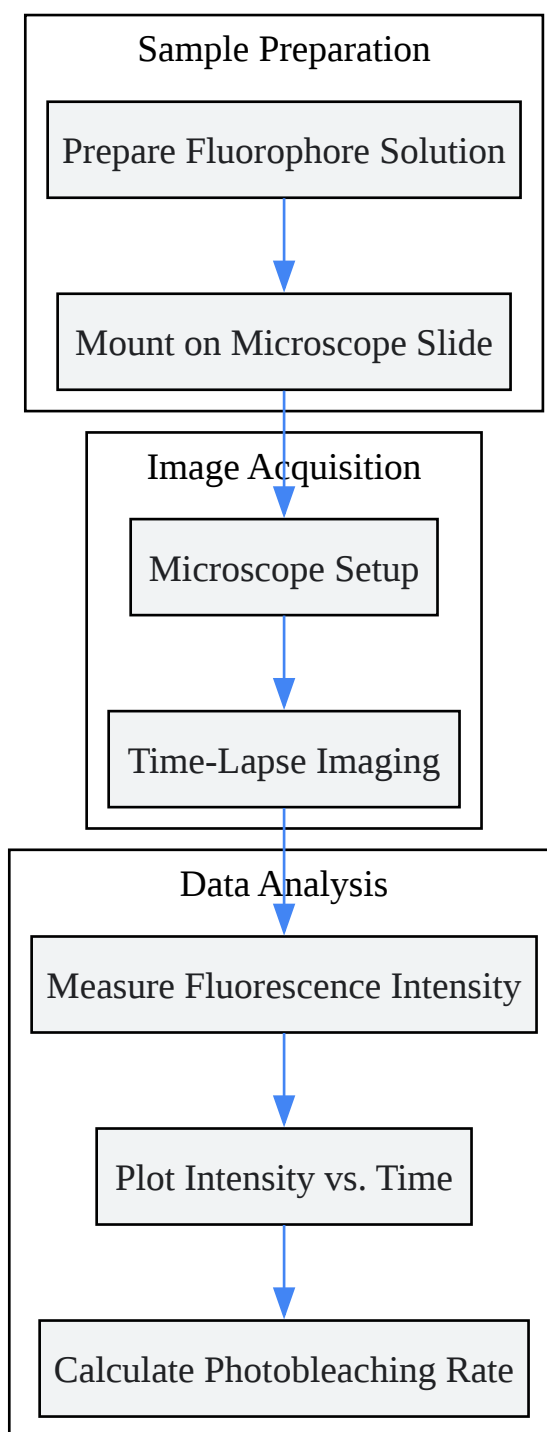 Sample Preparation
Prepare Fluorophore Solution
Mount on Microscope Slide
Image Acquisition
Microscope Setup
Time-Lapse Imaging
Data Analysis
Measure Fluorescence Intensity
Plot Intensity vs. Time
Calculate Photobleaching Rate